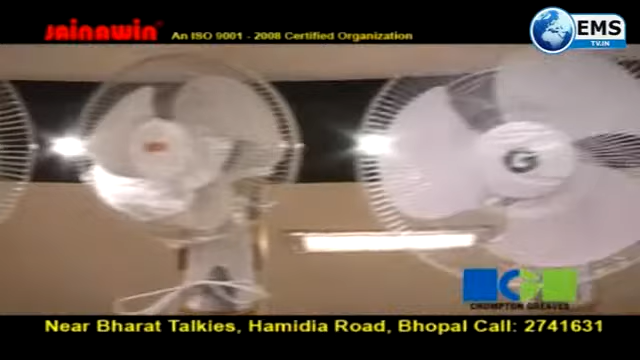 Jainawin
An ISO 9001 - 2008 Certified Organization
EMS
TV.IN
CROMPTON GREAVES
Near Bharat Talkies, Hamidia Road, Bhopal Call: 2741631